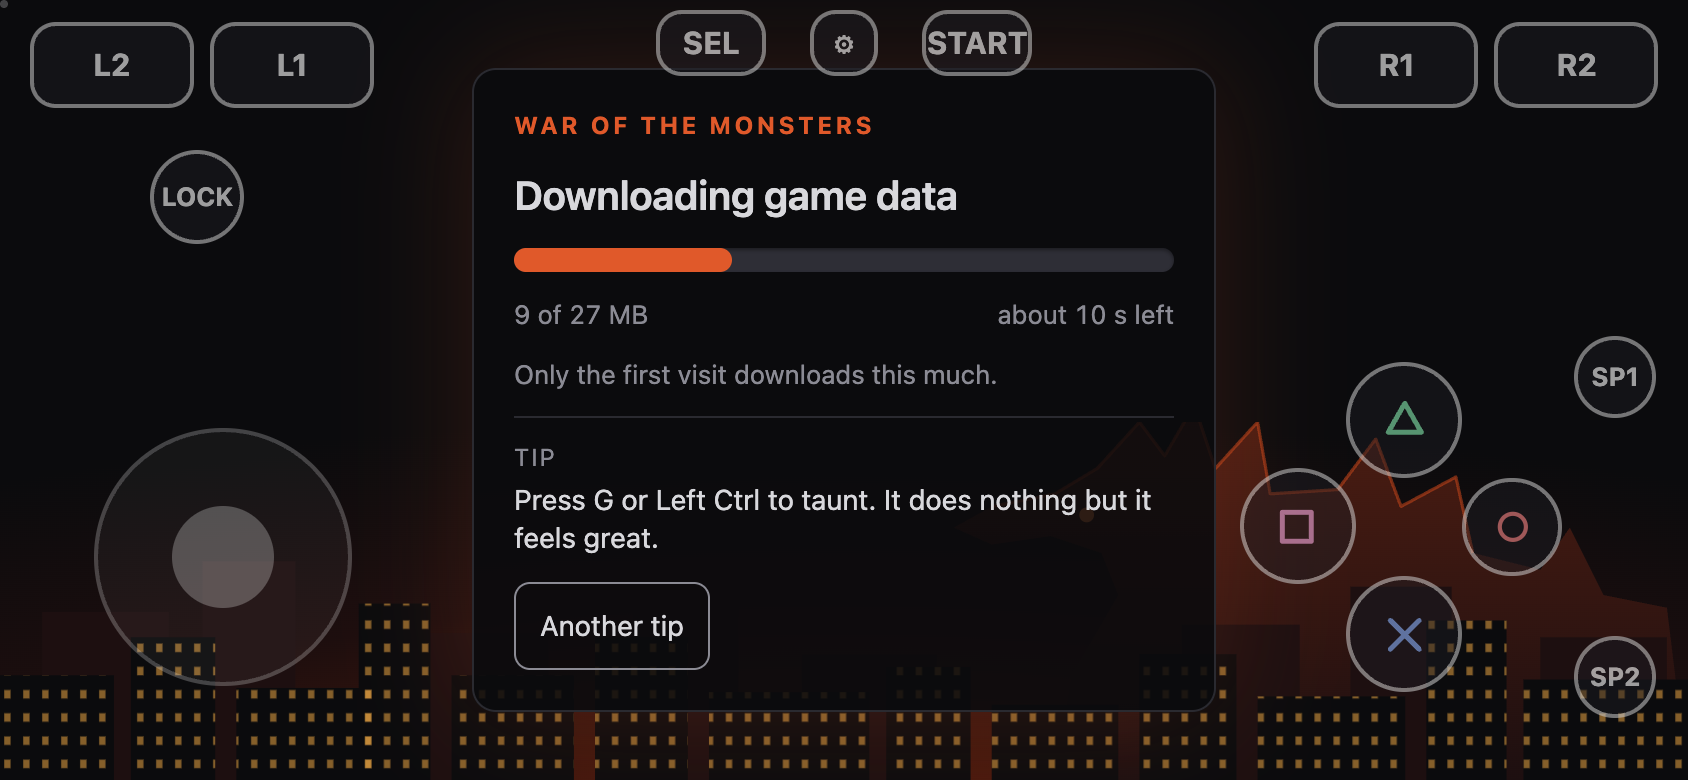 L2
L1
SEL
⚙
START
R1
R2
LOCK
WAR OF THE MONSTERS
Downloading game data
9 of 27 MB
about 10 s left
Only the first visit downloads this much.
TIP
Press G or Left Ctrl to taunt. It does nothing but it
feels great.
Another tip
SP1
SP2